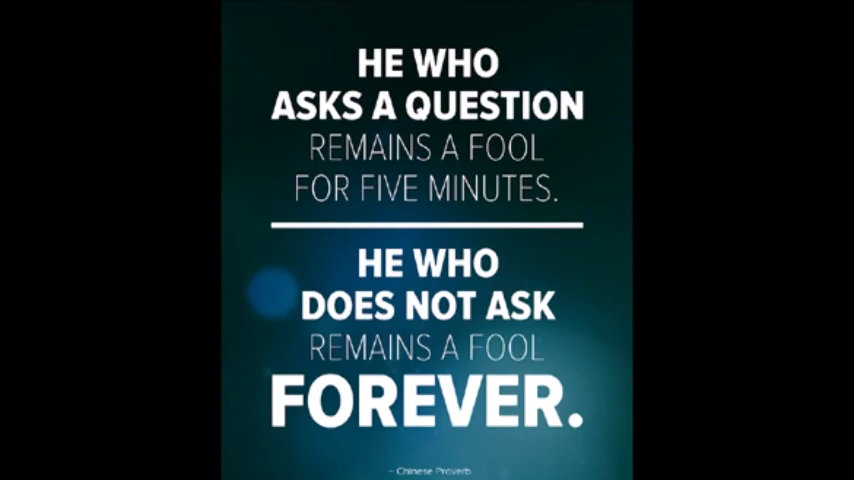 HE WHO
ASKS A QUESTION
REMAINS A FOOL
FOR FIVE MINUTES.
HE WHO
DOES NOT ASK
REMAINS A FOOL
FOREVER.
– Chinese Proverb